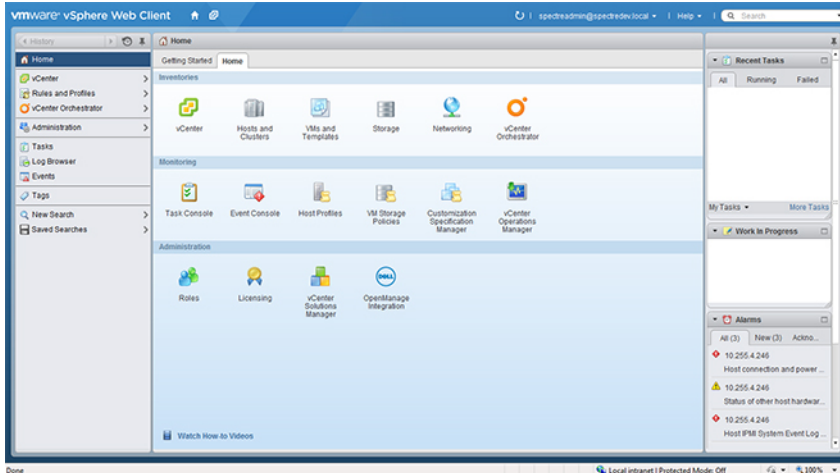 vmware® vSphere Web Client
spectreadmin@spectredev.local
Help
Search
History
Home
vCenter
Rules and Profiles
vCenter Orchestrator
Administration
Tasks
Log Browser
Events
Tags
New Search
Saved Searches
Home
Getting Started Home
Inventories
vCenter
Hosts and
Clusters
VMs and
Templates
Storage
Networking
vCenter
Orchestrator
Monitoring
Task Console
Event Console
Host Profiles
VM Storage
Policies
Customization
Specification
Manager
vCenter
Operations
Manager
Administration
Roles
Licensing
vCenter
Solutions
Manager
DELL
OpenManage
Integration
Watch How-to Videos
Recent Tasks
All Running Failed
My Tasks More Tasks
Work In Progress
Alarms
All (3) New (3) Ackno...
10.255.4.246
Host connection and power ...
10.255.4.246
Status of other host hardwar...
10.255.4.246
Host IPMI System Event Log ...
Done
Local intranet | Protected Mode: Off
100%